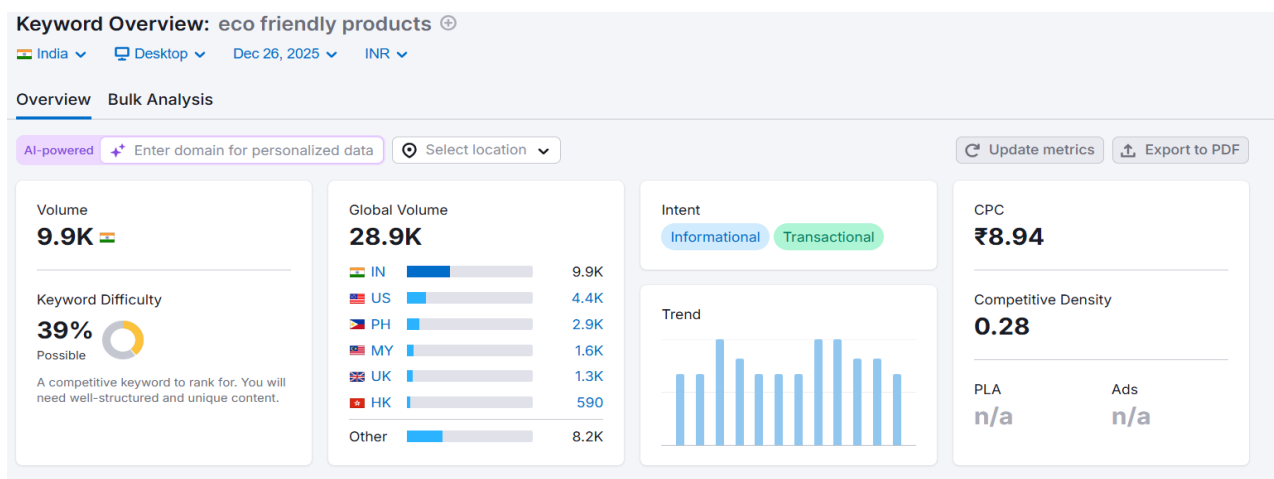 Keyword Overview: eco friendly products
India Desktop Dec 26, 2025 INR
Overview Bulk Analysis
AI-powered Enter domain for personalized data Select location Update metrics Export to PDF
Volume
9.9K
Keyword Difficulty
39%
Possible
A competitive keyword to rank for. You will
need well-structured and unique content.
Global Volume
28.9K
IN 9.9K
US 4.4K
PH 2.9K
MY 1.6K
UK 1.3K
HK 590
Other 8.2K
Intent
Informational Transactional
Trend
CPC
₹8.94
Competitive Density
0.28
PLA Ads
n/a n/a